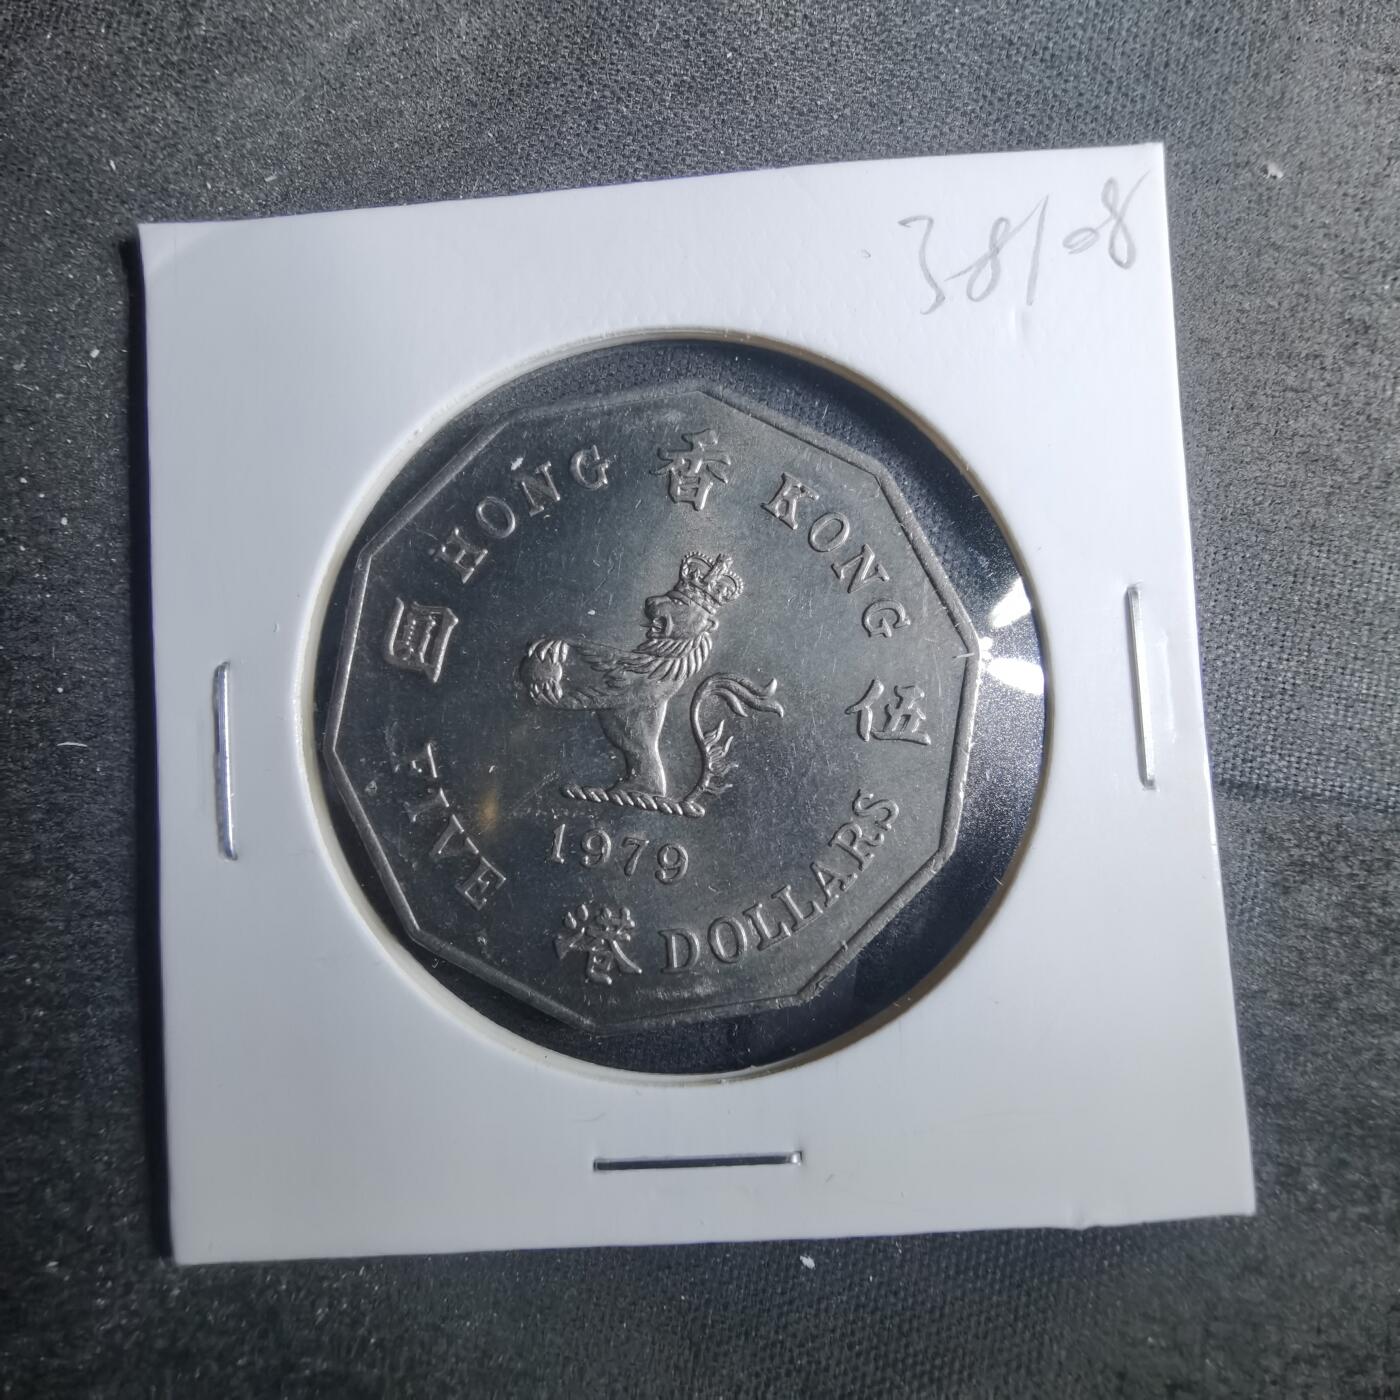 38/-08
HONG 香 KONG
圓 伍
FIVE 港 DOLLARS
1979